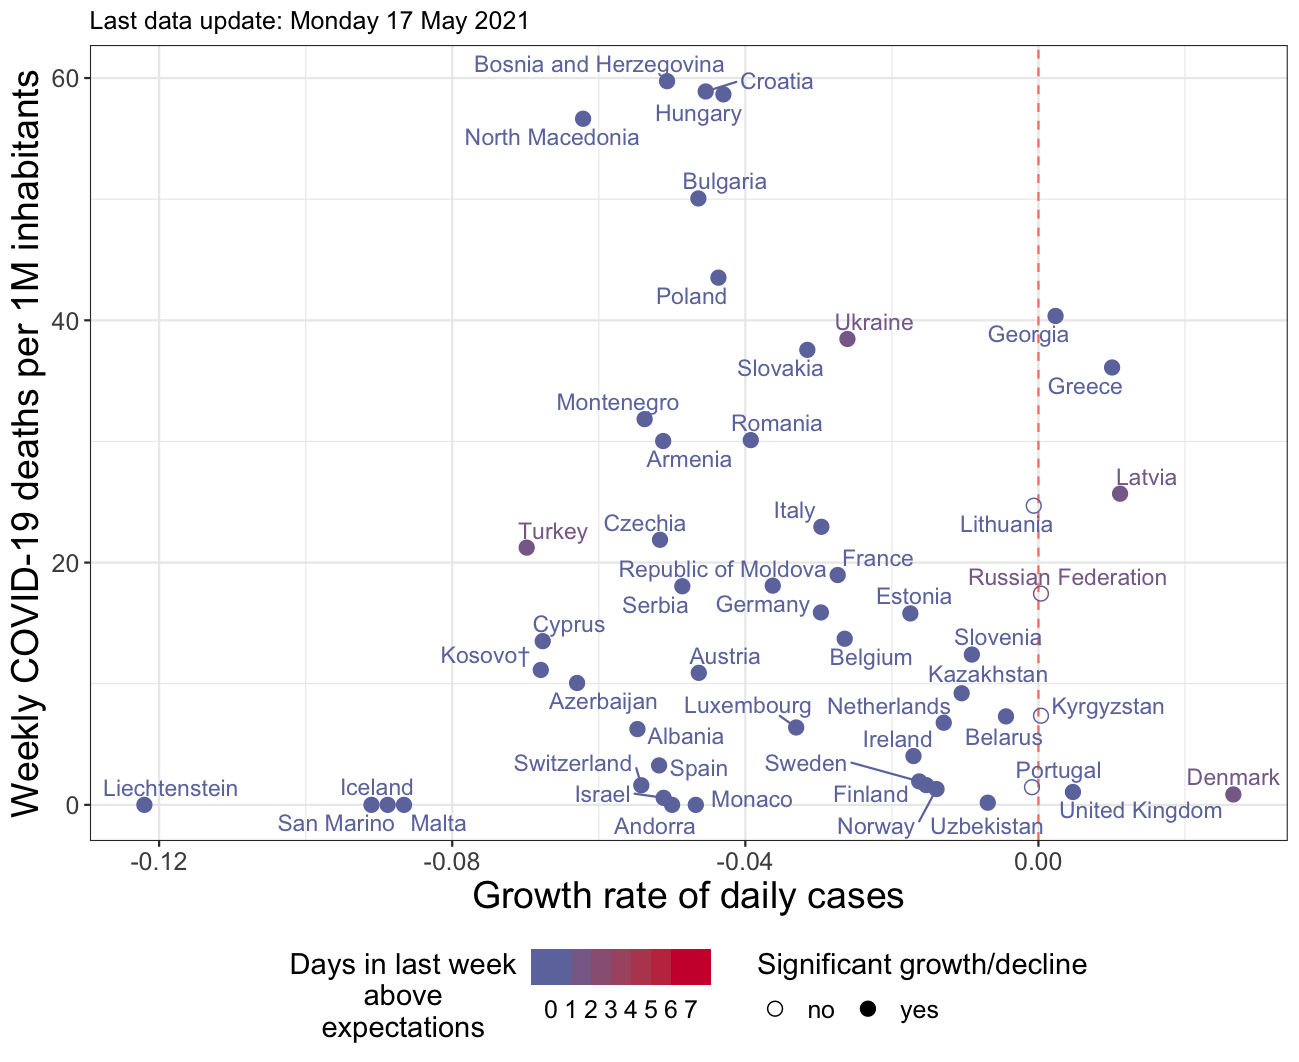 Last data update: Monday 17 May 2021
Weekly COVID-19 deaths per 1M inhabitants
60
40
20
0
Bosnia and Herzegovina
Croatia
Hungary
North Macedonia
Bulgaria
Poland
Ukraine
Georgia
Slovakia
Greece
Montenegro
Romania
Armenia
Latvia
Italy
Lithuania
Czechia
Turkey
France
Republic of Moldova
Russian Federation
Estonia
Serbia
Germany
Cyprus
Slovenia
Kosovo†
Austria
Belgium
Kazakhstan
Azerbaijan
Luxembourg
Netherlands
Kyrgyzstan
Albania
Ireland
Belarus
Switzerland
Spain
Sweden
Portugal
Denmark
Liechtenstein
Iceland
Israel
Monaco
Finland
United Kingdom
San Marino
Malta
Andorra
Norway
Uzbekistan
-0.12
-0.08
-0.04
0.00
Growth rate of daily cases
Days in last week
above
expectations
0 1 2 3 4 5 6 7
Significant growth/decline
no
yes